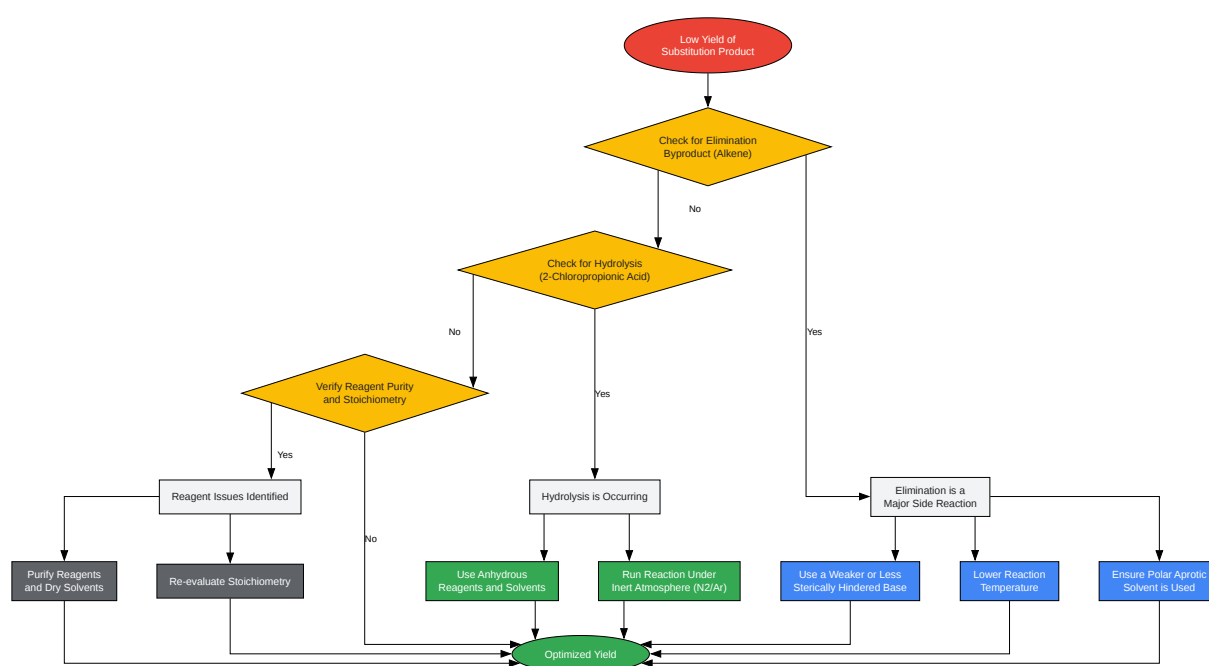 Low Yield of
Substitution Product
Check for Elimination
Byproduct (Alkene)
No
Check for Hydrolysis
(2-Chloropropionic Acid)
No
Yes
Verify Reagent Purity
and Stoichiometry
Yes
Yes
Reagent Issues Identified
Hydrolysis is Occurring
Elimination is a
Major Side Reaction
No
Purify Reagents
and Dry Solvents
Re-evaluate Stoichiometry
Use Anhydrous
Reagents and Solvents
Run Reaction Under
Inert Atmosphere (N2/Ar)
Use a Weaker or Less
Sterically Hindered Base
Lower Reaction
Temperature
Ensure Polar Aprotic
Solvent is Used
Optimized Yield